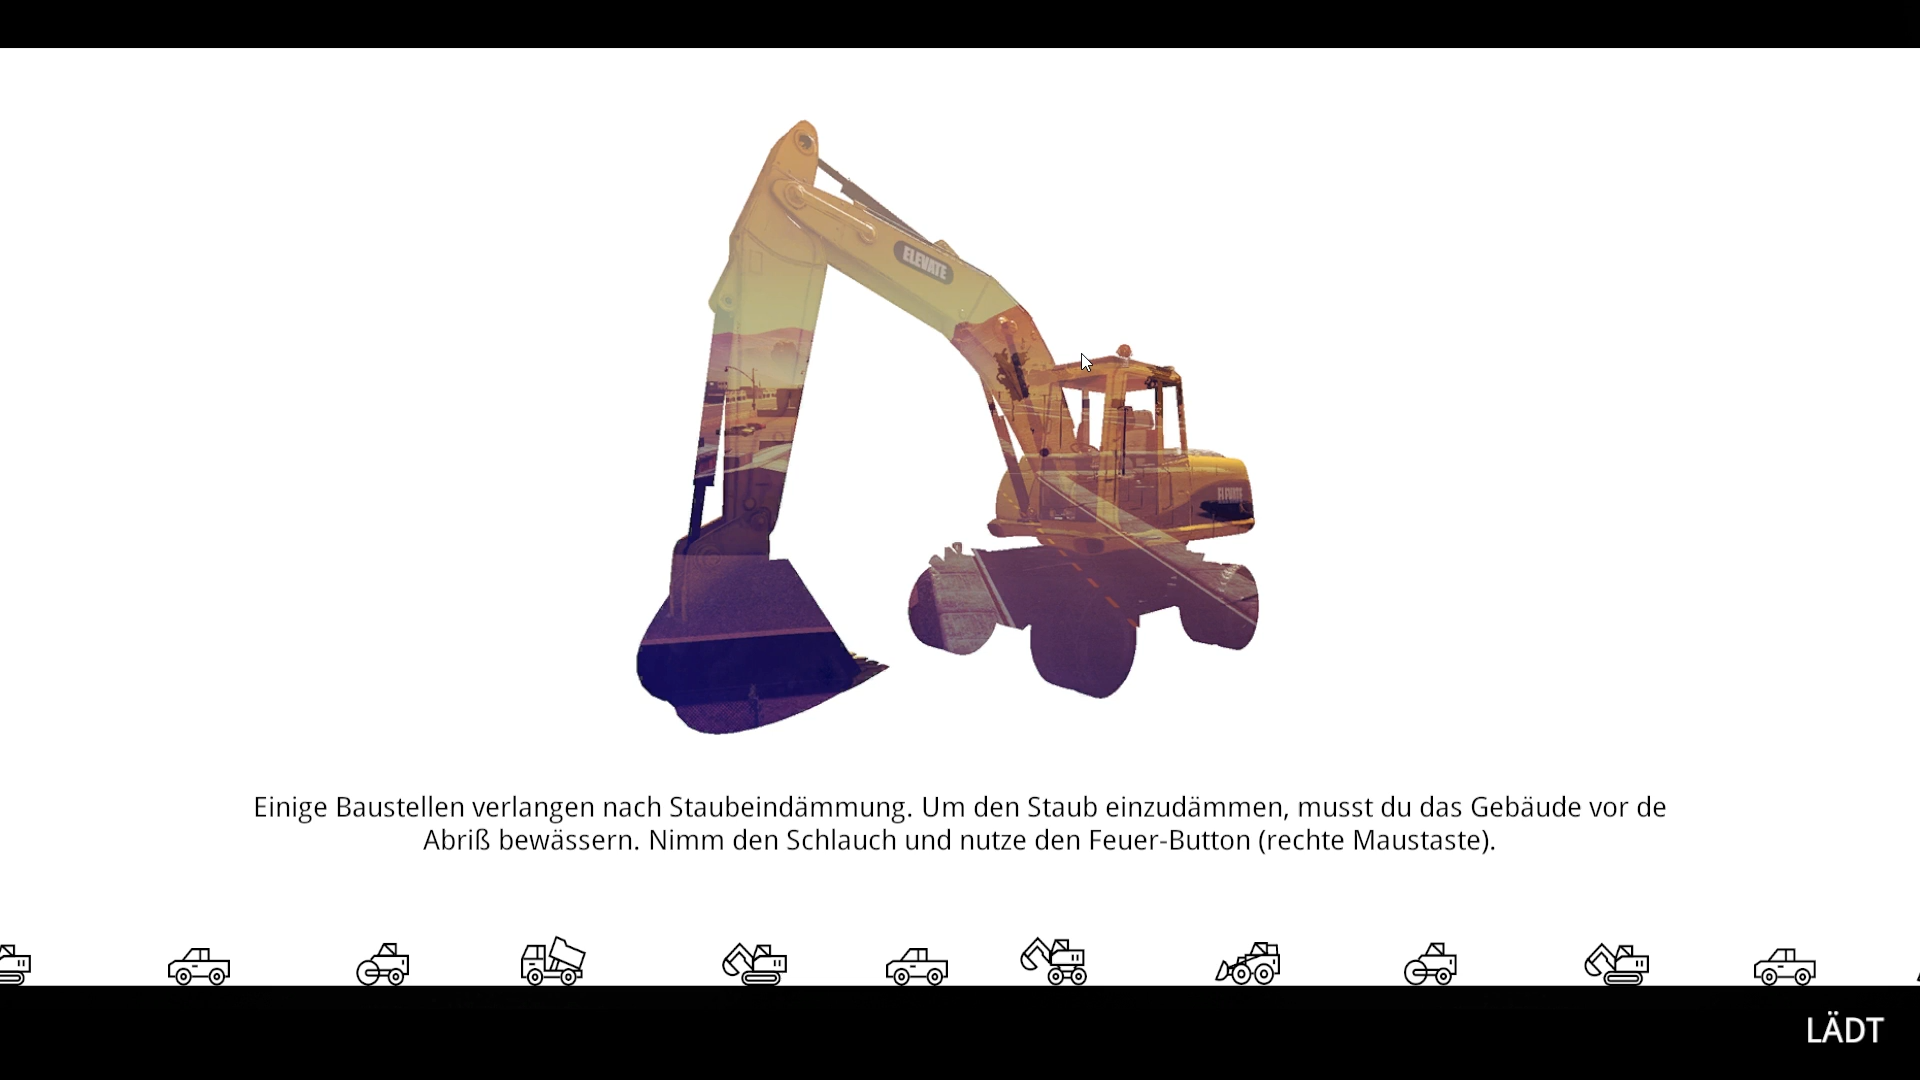 ELEVATE
ELEVATE
Einige Baustellen verlangen nach Staubeindämmung. Um den Staub einzudämmen, musst du das Gebäude vor de
Abriß bewässern. Nimm den Schlauch und nutze den Feuer-Button (rechte Maustaste).
LÄDT